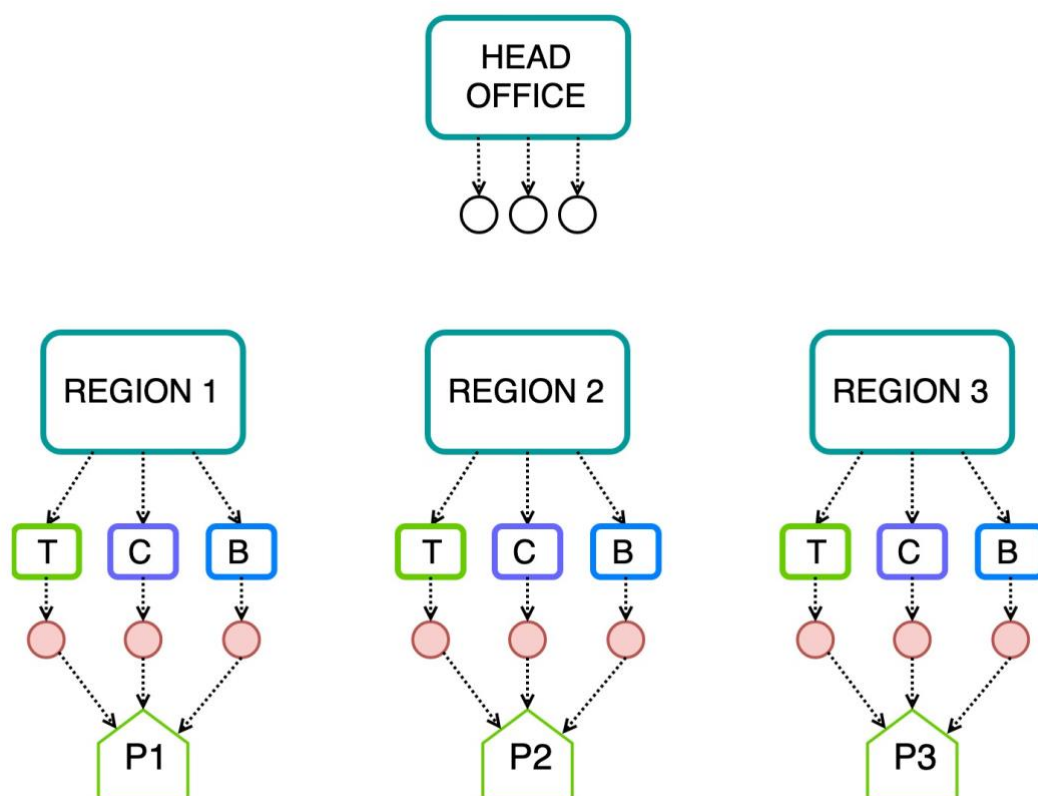 HEAD
OFFICE
REGION 1
REGION 2
REGION 3
T
C
B
T
C
B
T
C
B
P1
P2
P3